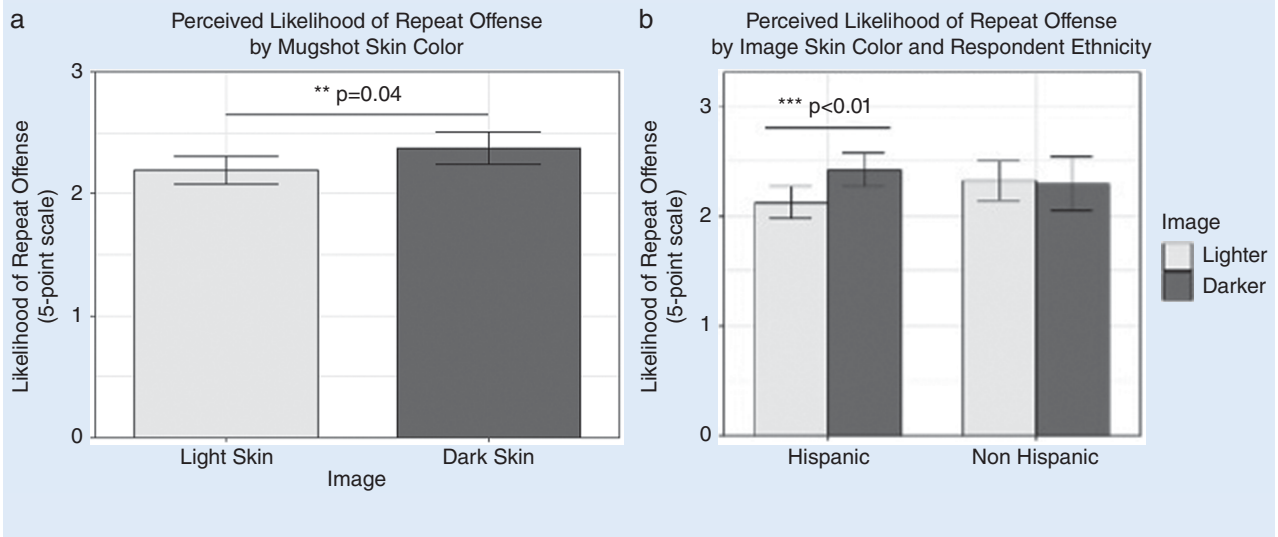 a
Perceived Likelihood of Repeat Offense
by Mugshot Skin Color
Likelihood of Repeat Offense
(5-point scale)
3
2
1
0
** p=0.04
Light Skin
Dark Skin
Image
b
Perceived Likelihood of Repeat Offense
by Image Skin Color and Respondent Ethnicity
Likelihood of Repeat Offense
(5-point scale)
3
2
1
0
*** p<0.01
Hispanic
Non Hispanic
Image
Lighter
Darker